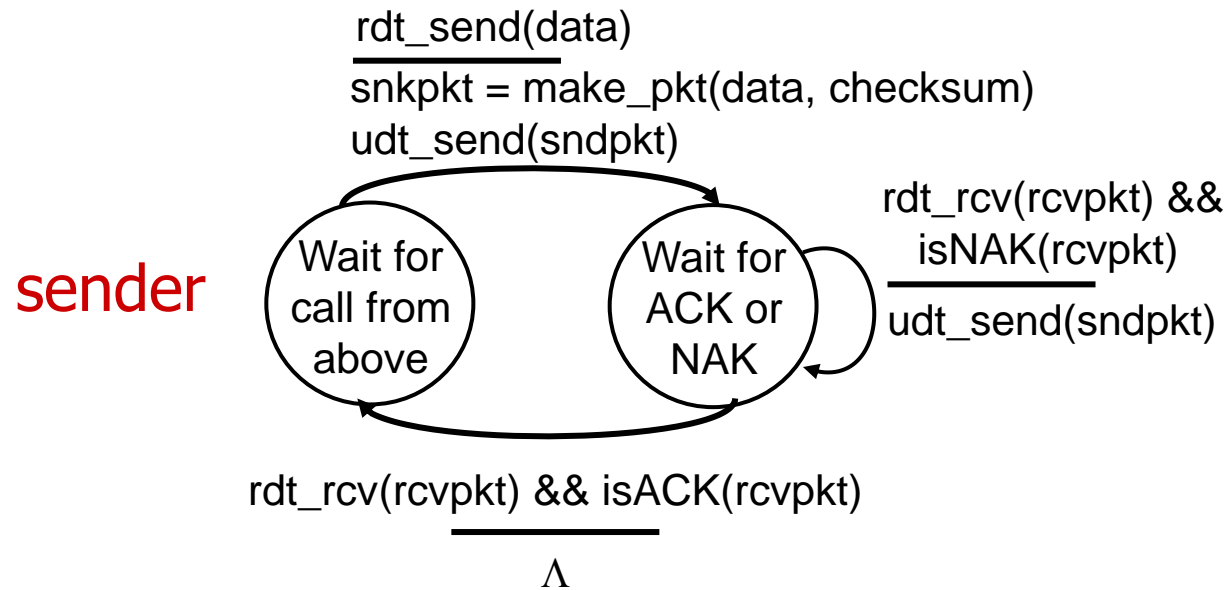 rdt_send(data)
snkpkt = make_pkt(data, checksum)
udt_send(sndpkt)
sender
Wait for
call from
above
Wait for
ACK or
NAK
rdt_rcv(rcvpkt) &&
isNAK(rcvpkt)
udt_send(sndpkt)
rdt_rcv(rcvpkt) && isACK(rcvpkt)
Λ